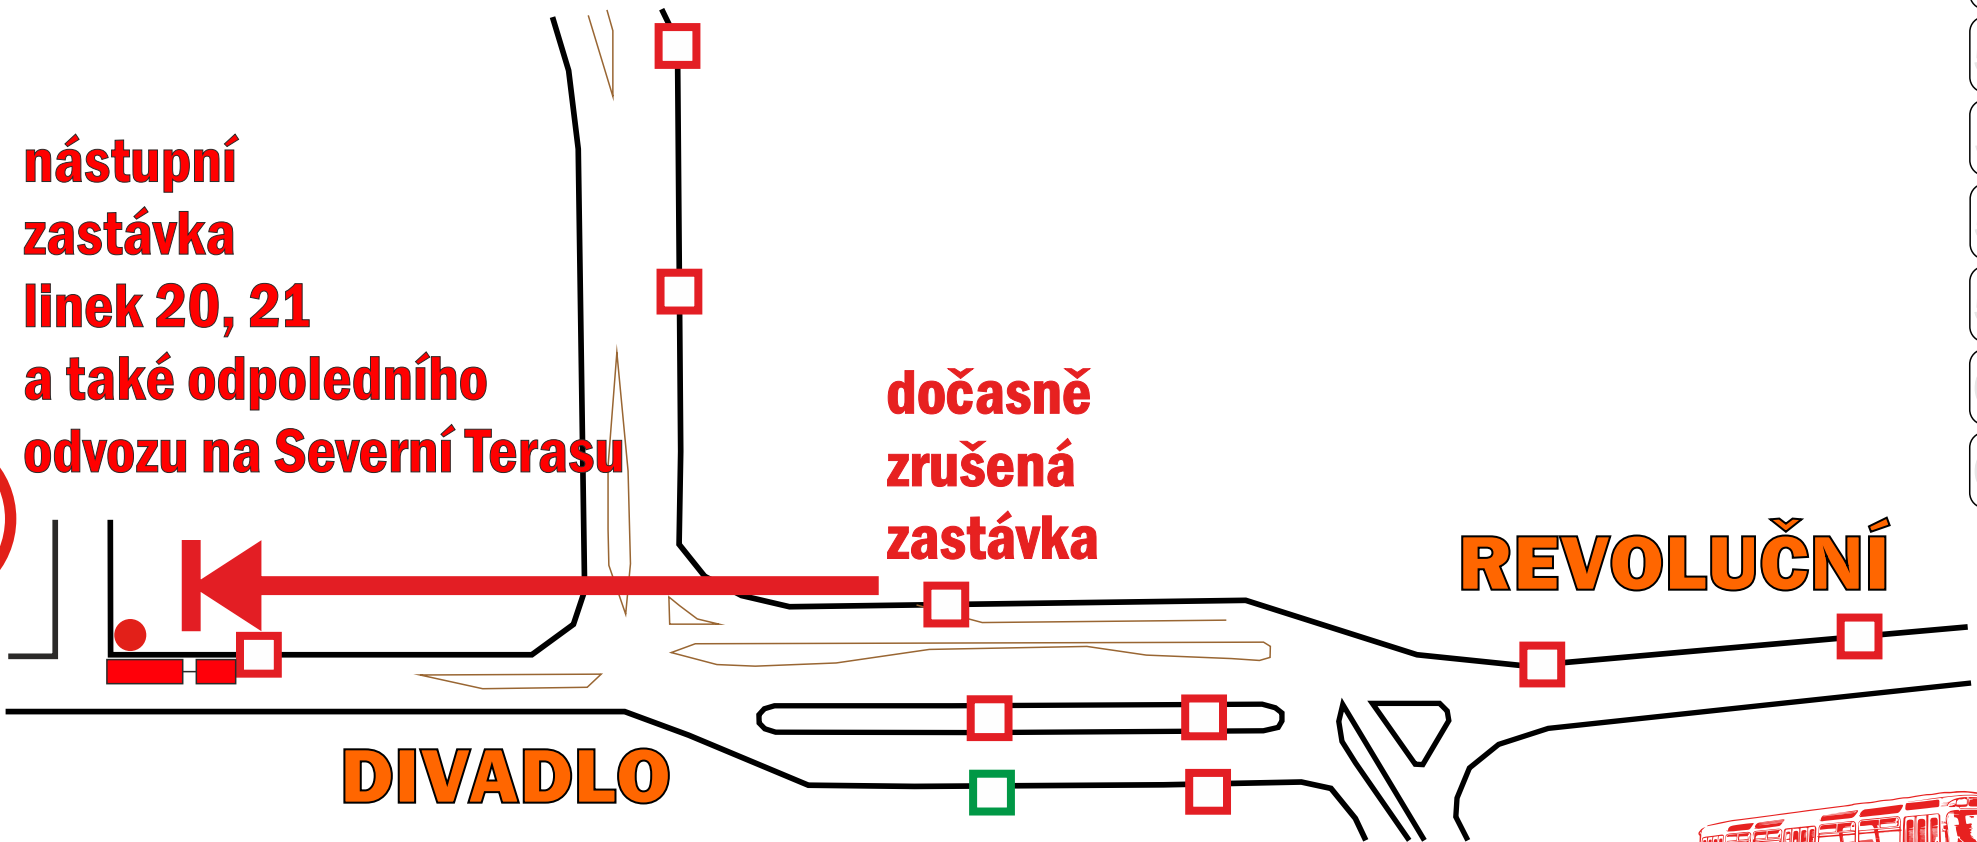 nástupní
zastávka
linek 20, 21
a také odpoledního
odvozu na Severní Terasu
dočasně
zrušená
zastávka
REVOLUČNÍ
DIVADLO